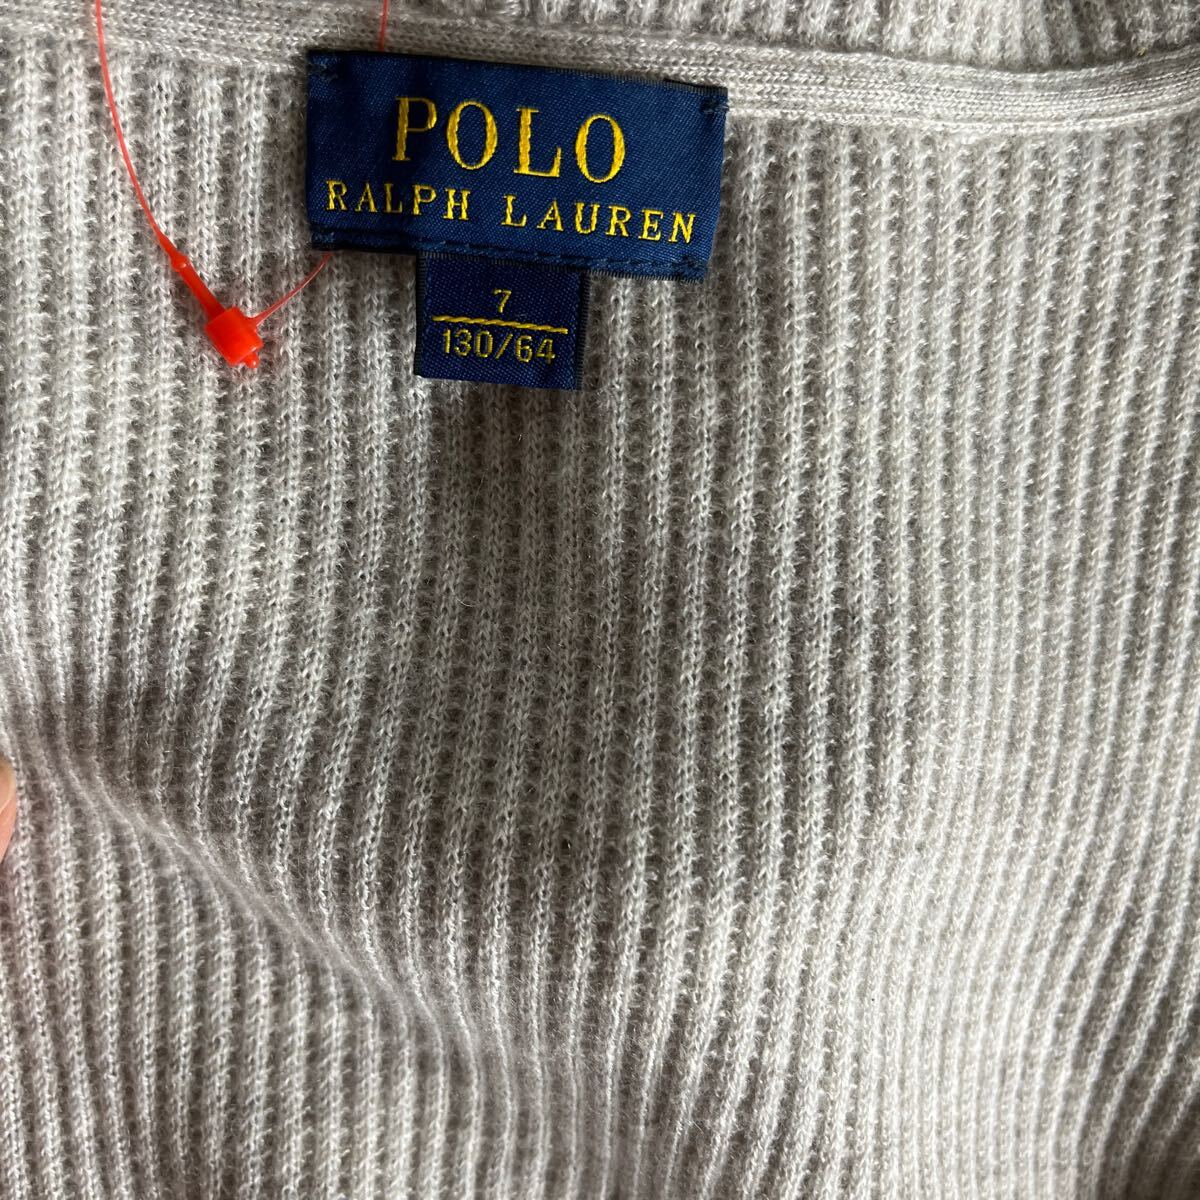 POLO
RALPH LAUREN
7
130/64